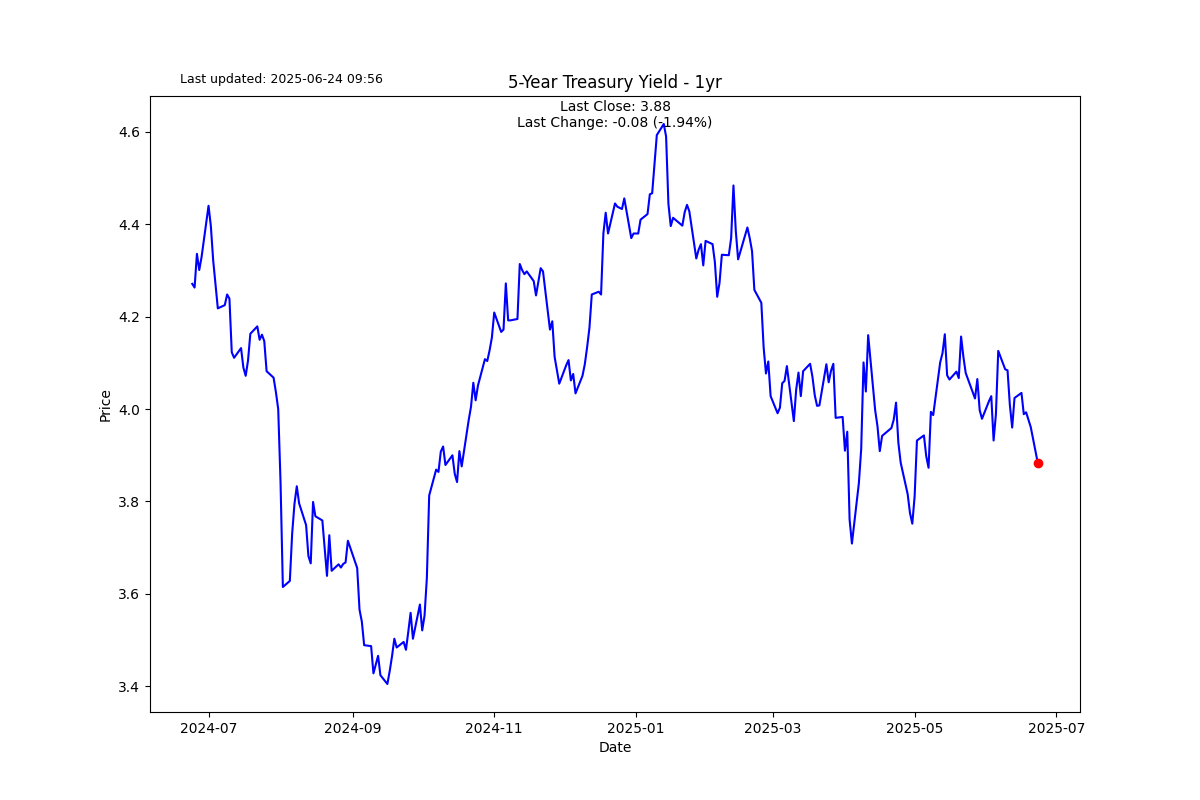 Last updated: 2025-06-24 09:56
5-Year Treasury Yield - 1yr
Last Close: 3.88
Last Change: -0.08 (-1.94%)
4.6
4.4
4.2
4.0
3.8
3.6
3.4
Price
2024-07
2024-09
2024-11
2025-01
2025-03
2025-05
2025-07
Date